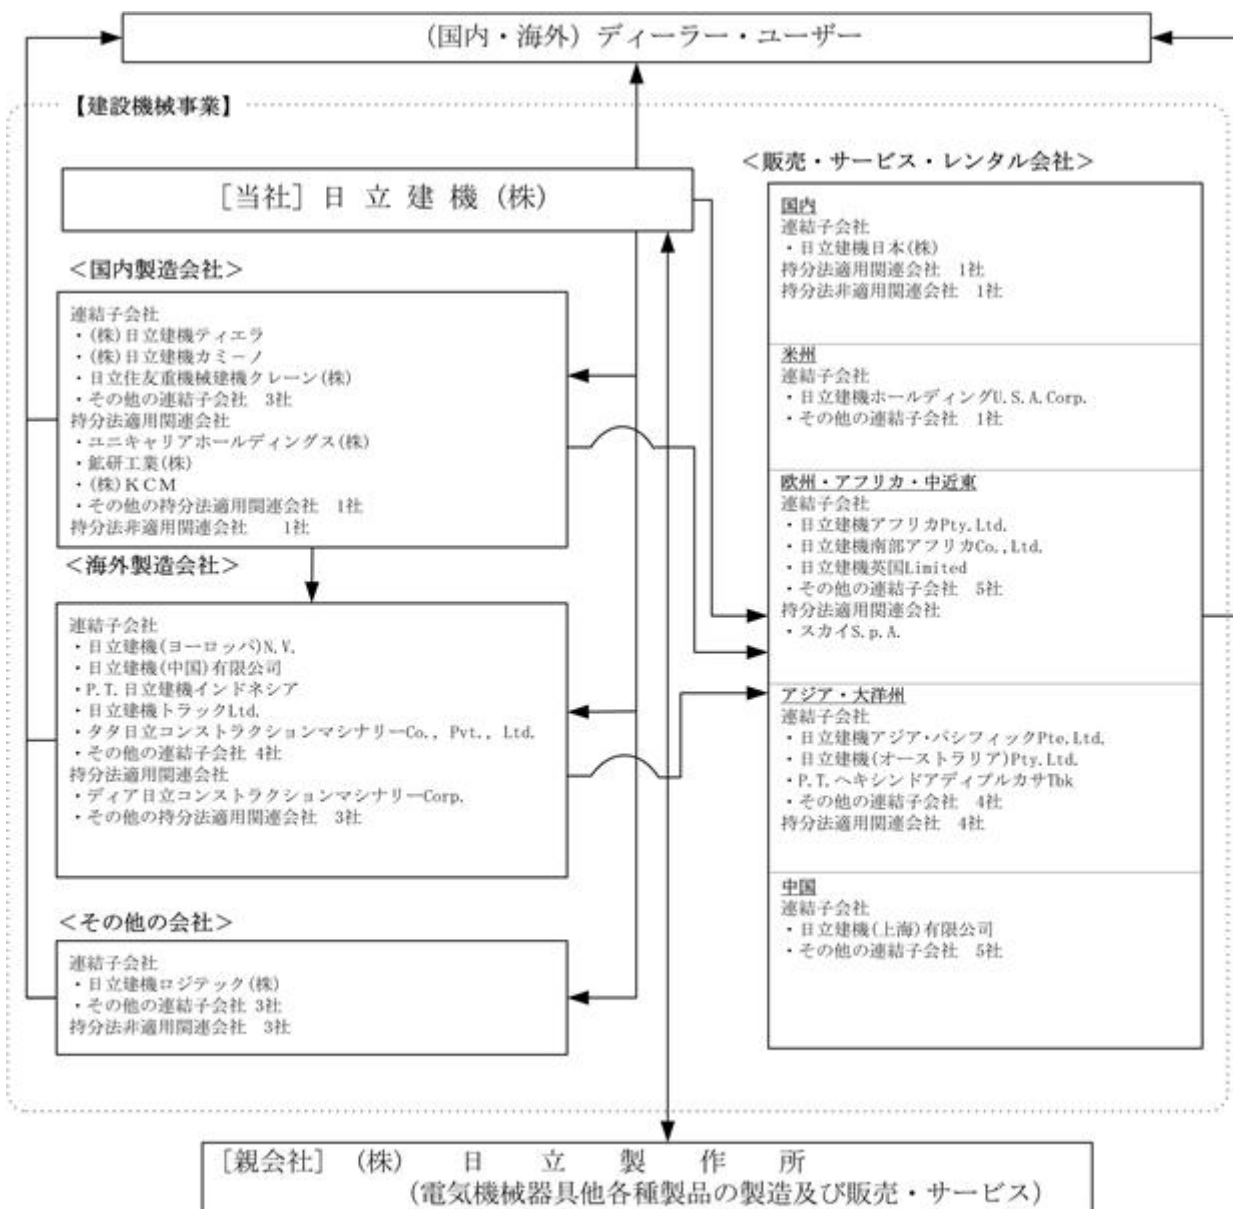 (国内・海外) ディーラー・ユーザー
【建設機械事業】
[当社] 日 立 建 機 (株)
＜国内製造会社＞
連結子会社
・(株)日立建機ティエラ
・(株)日立建機カミーノ
・日立住友重機械建機クレーン(株)
・その他の連結子会社 3社
持分法適用関連会社
・ユニキャリアホールディングス(株)
・鉱研工業(株)
・(株)ＫＣＭ
・その他の持分法適用関連会社 1社
持分法非適用関連会社 1社
＜海外製造会社＞
連結子会社
・日立建機(ヨーロッパ)N.V.
・日立建機(中国)有限公司
・P.T.日立建機インドネシア
・日立建機トラックLtd.
・タタ日立コンストラクションマシナリーCo., Pvt., Ltd.
・その他の連結子会社 4社
持分法適用関連会社
・ディア日立コンストラクションマシナリーCorp.
・その他の持分法適用関連会社 3社
＜その他の会社＞
連結子会社
・日立建機ロジテック(株)
・その他の連結子会社 3社
持分法非適用関連会社 3社
＜販売・サービス・レンタル会社＞
国内
連結子会社
・日立建機日本(株)
持分法適用関連会社 1社
持分法非適用関連会社 1社
米州
連結子会社
・日立建機ホールディングU.S.A.Corp.
・その他の連結子会社 1社
欧州・アフリカ・中近東
連結子会社
・日立建機アフリカPty.Ltd.
・日立建機南部アフリカCo.,Ltd.
・日立建機英国Limited
・その他の連結子会社 5社
持分法適用関連会社
・スカイS.p.A.
アジア・大洋州
連結子会社
・日立建機アジア・パシフィックPte.Ltd.
・日立建機(オーストラリア)Pty.Ltd.
・P.T.ヘキシンドアディプルカサTbk
・その他の連結子会社 4社
持分法適用関連会社 4社
中国
連結子会社
・日立建機(上海)有限公司
・その他の連結子会社 5社
[親会社] (株) 日 立 製 作 所
(電気機械器具他各種製品の製造及び販売・サービス)